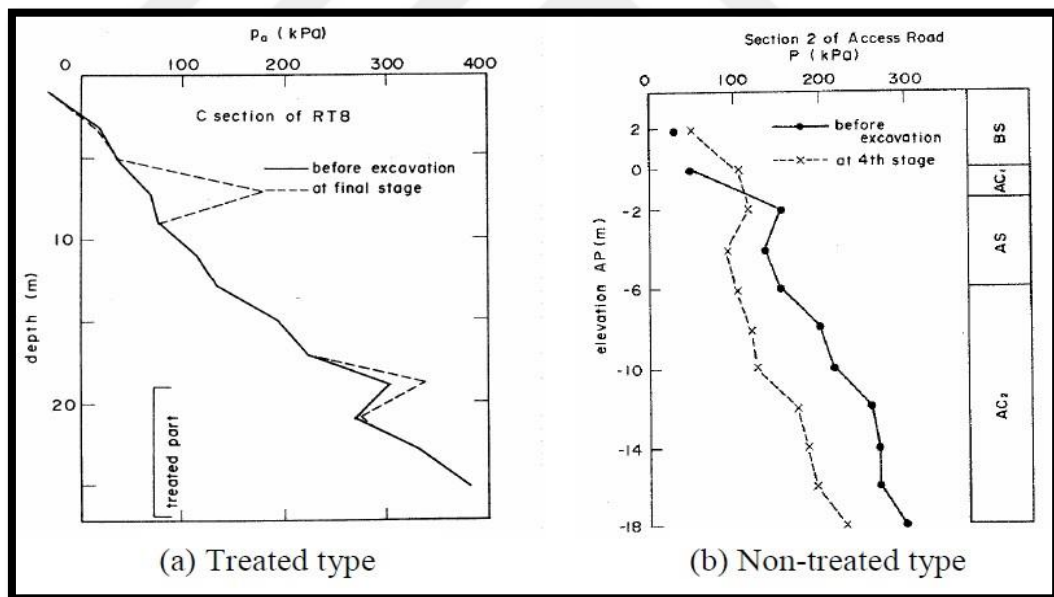 pₐ (kPa)
0 100 200 300 400
C section of RT8
before excavation
at final stage
10
20
depth (m)
treated part
(a) Treated type
Section 2 of Access Road
P (kPa)
0 100 200 300
before
excavation
at 4th stage
2
0
-2
-6
-10
-14
-18
elevation AP (m)
BS
AC₁
AS
AC₂
(b) Non-treated type